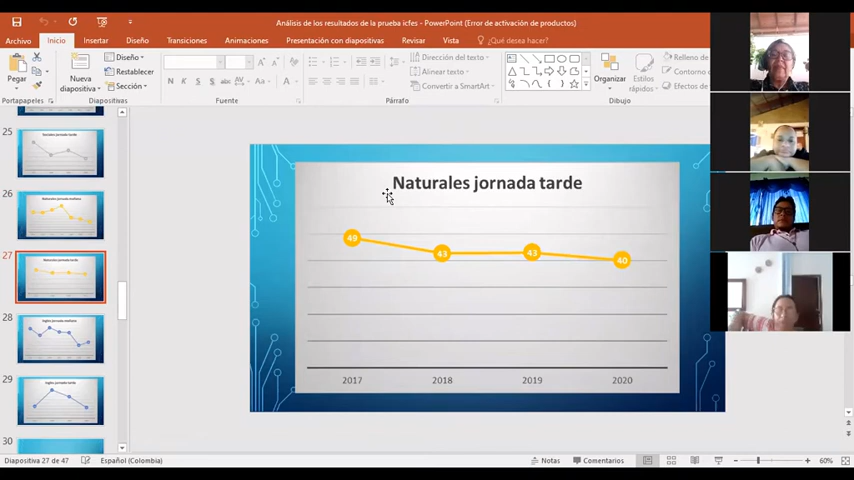 Análisis de los resultados de la prueba icfes - PowerPoint (Error de activación de productos)
Archivo Inicio Insertar Diseño Transiciones Animaciones Presentación con diapositivas Revisar Vista ¿Qué desea hacer?
Pegar
Nueva diapositiva
Diseño
Restablecer
Sección
N K S S abc AV Aa A
Dirección del texto
Alinear texto
Convertir a SmartArt
Organizar
Estilos rápidos
Relleno de
Contorno
Efectos de
Portapapeles Diapositivas Fuente Párrafo Dibujo
25
26
27
28
29
30
Naturales jornada tarde
49
43
43
40
2017 2018 2019 2020
Diapositiva 27 de 47 Español (Colombia) Notas Comentarios 60%